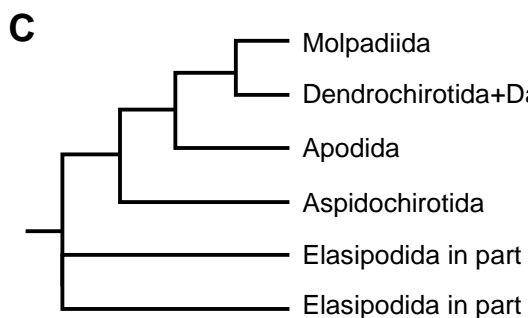 C
Molpadiida
Dendrochirotida+Da
Apodida
Aspidochirotida
Elasipodida in part
Elasipodida in part